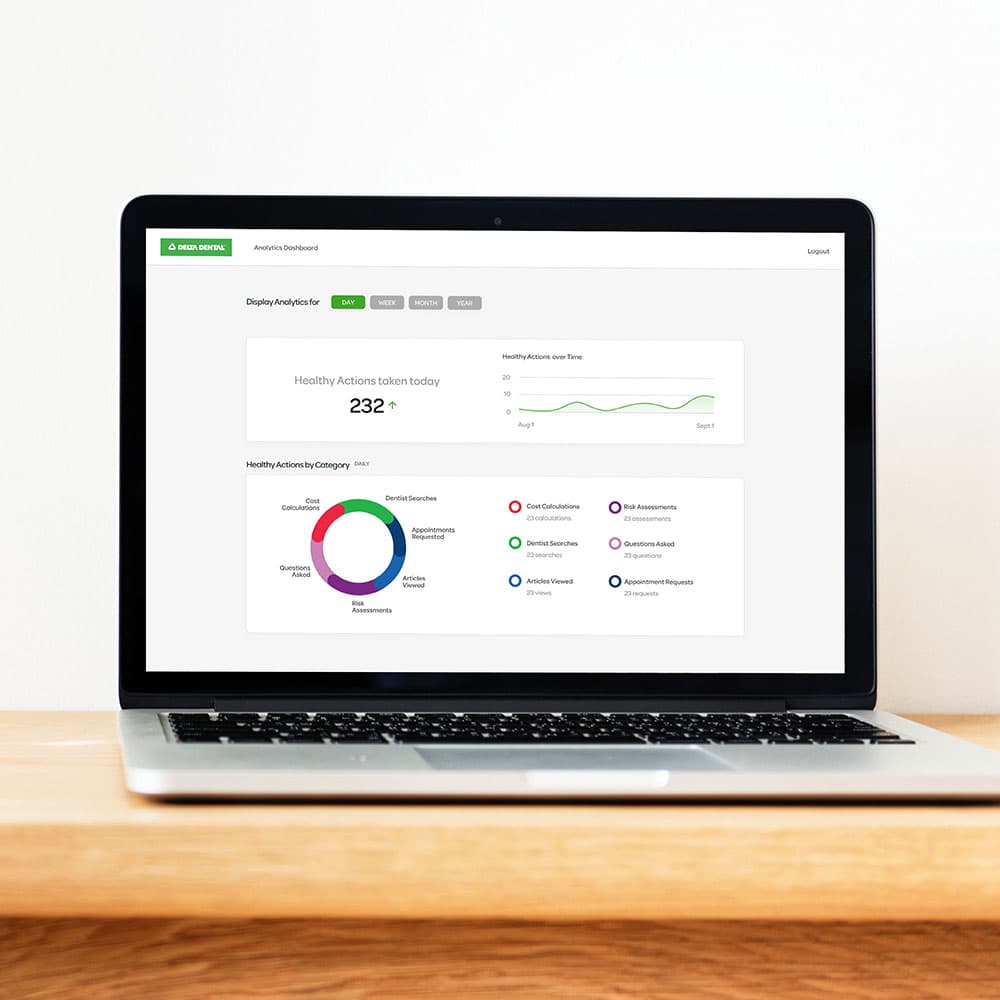 DELTA DENTAL
Analytics Dashboard
Logout
Display Analytics for
DAY
WEEK
MONTH
YEAR
Healthy Actions taken today
232
Healthy Actions over Time
20
10
0
Aug 1
Sept 1
Healthy Actions by Category DAILY
Cost
Calculations
Dentist Searches
Appointments
Requested
Articles
Viewed
Risk
Assessments
Questions
Asked
Cost Calculations
23 calculations
Risk Assessments
23 assessments
Dentist Searches
23 searches
Questions Asked
23 questions
Articles Viewed
23 views
Appointment Requests
23 requests